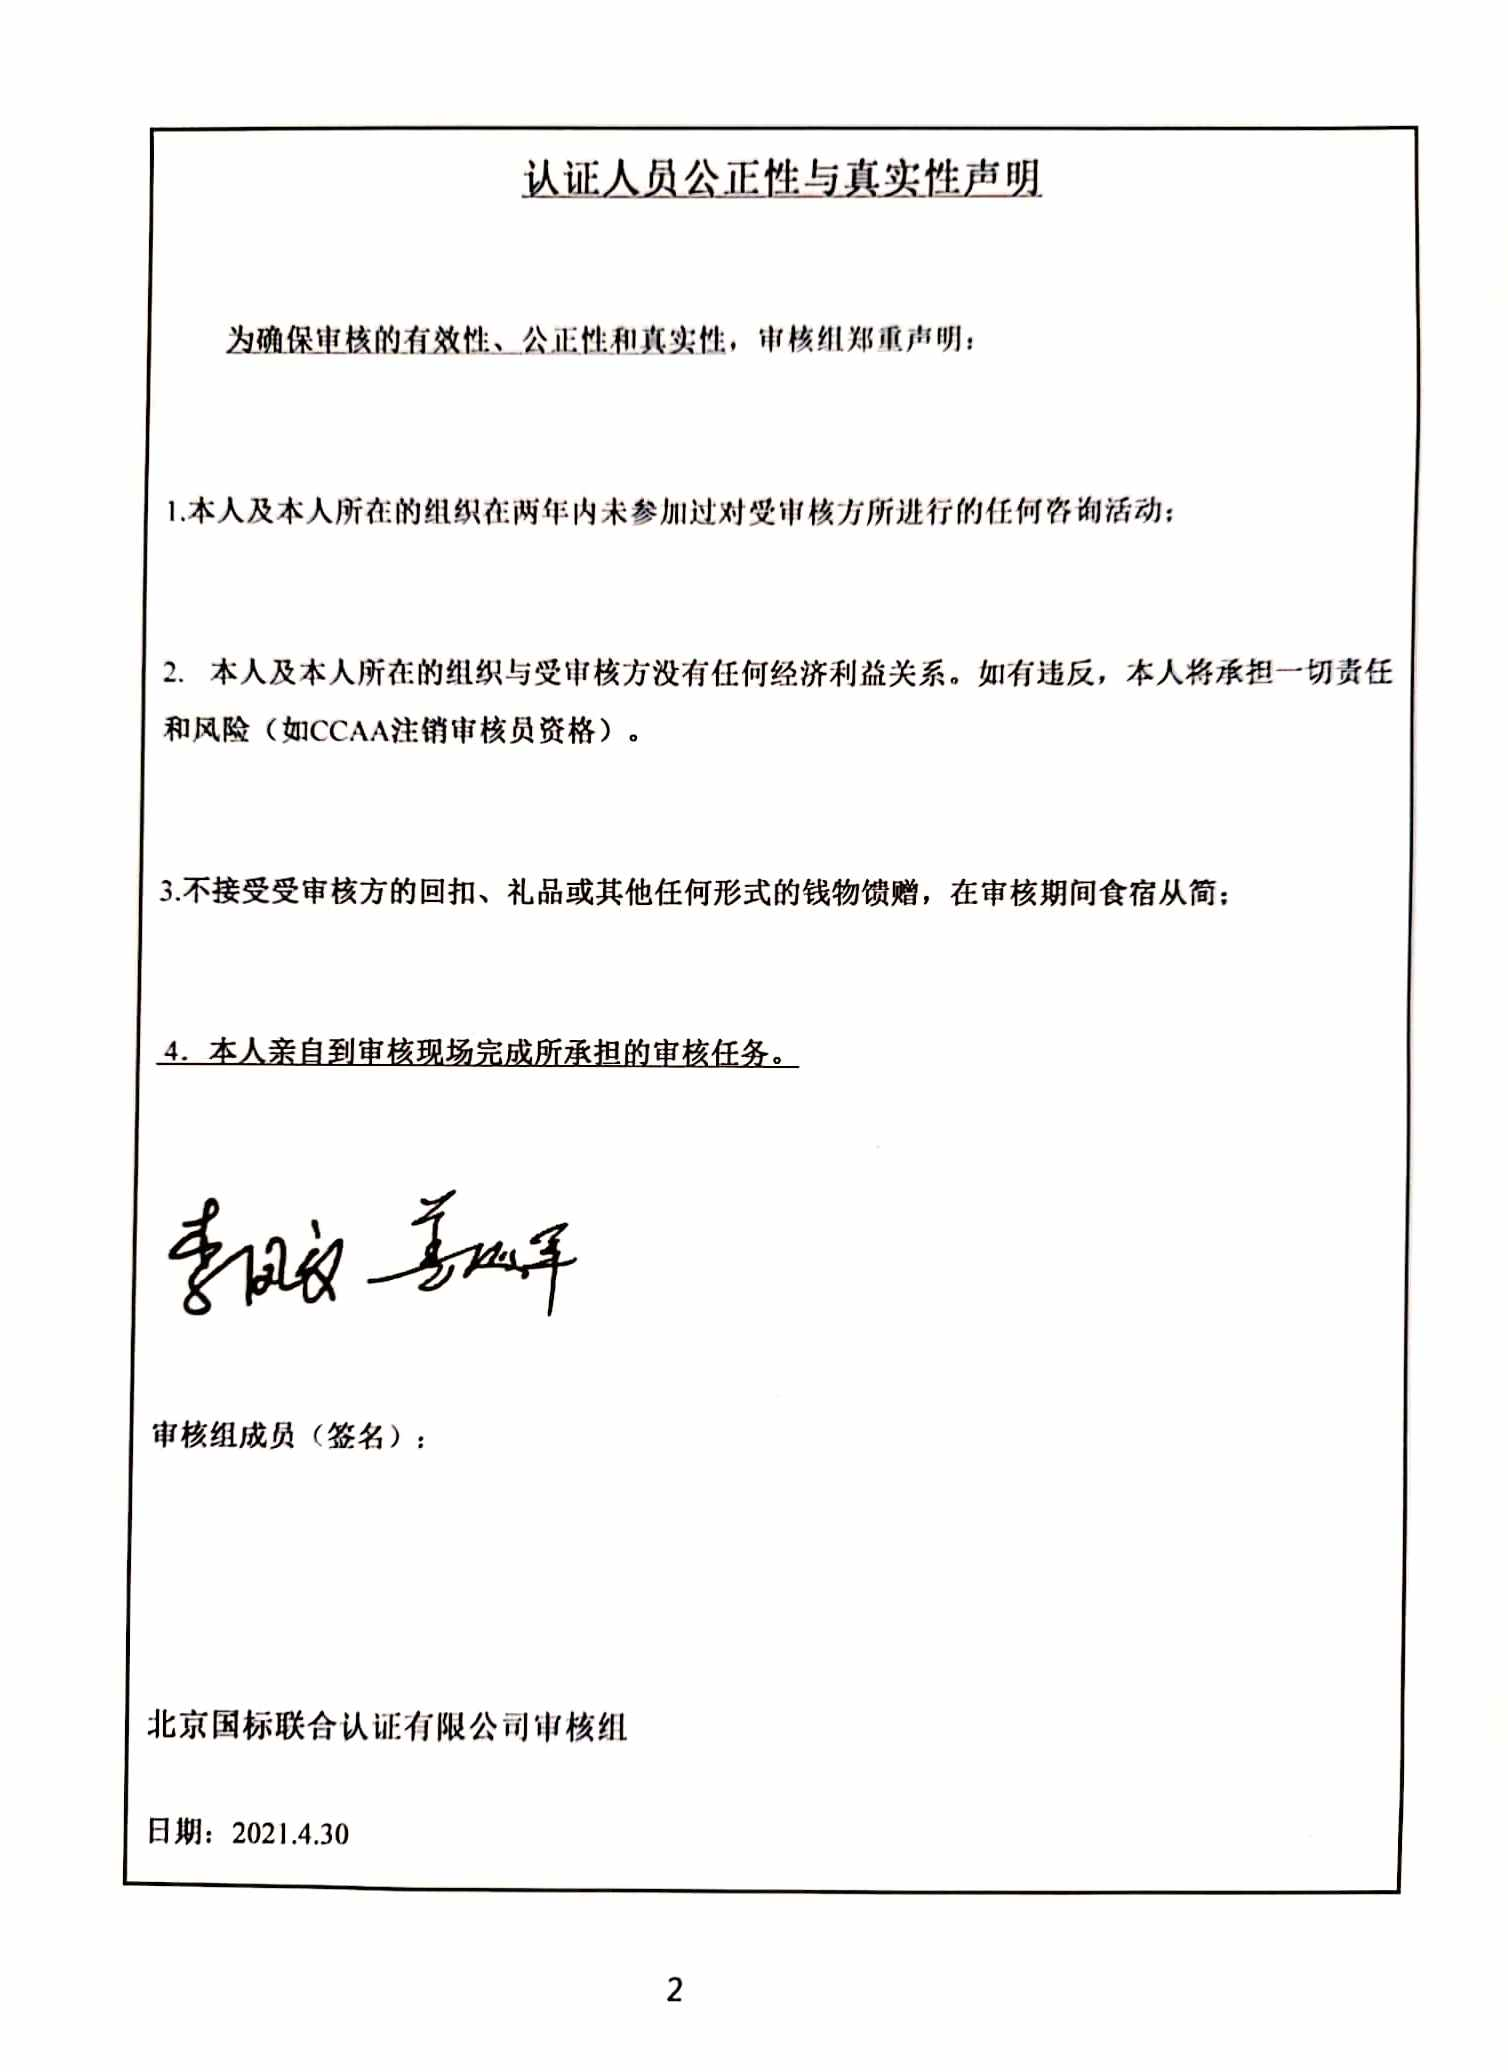 认证人员公正性与真实性声明
为确保审核的有效性、公正性和真实性，审核组郑重声明：
1.本人及本人所在的组织在两年内未参加过对受审核方所进行的任何咨询活动；
2. 本人及本人所在的组织与受审核方没有任何经济利益关系。如有违反，本人将承担一切责任
和风险（如CCAA注销审核员资格）。
3.不接受受审核方的回扣、礼品或其他任何形式的钱物馈赠，在审核期间食宿从简；
4. 本人亲自到审核现场完成所承担的审核任务。
审核组成员（签名）：
北京国标联合认证有限公司审核组
日期：2021.4.30
2